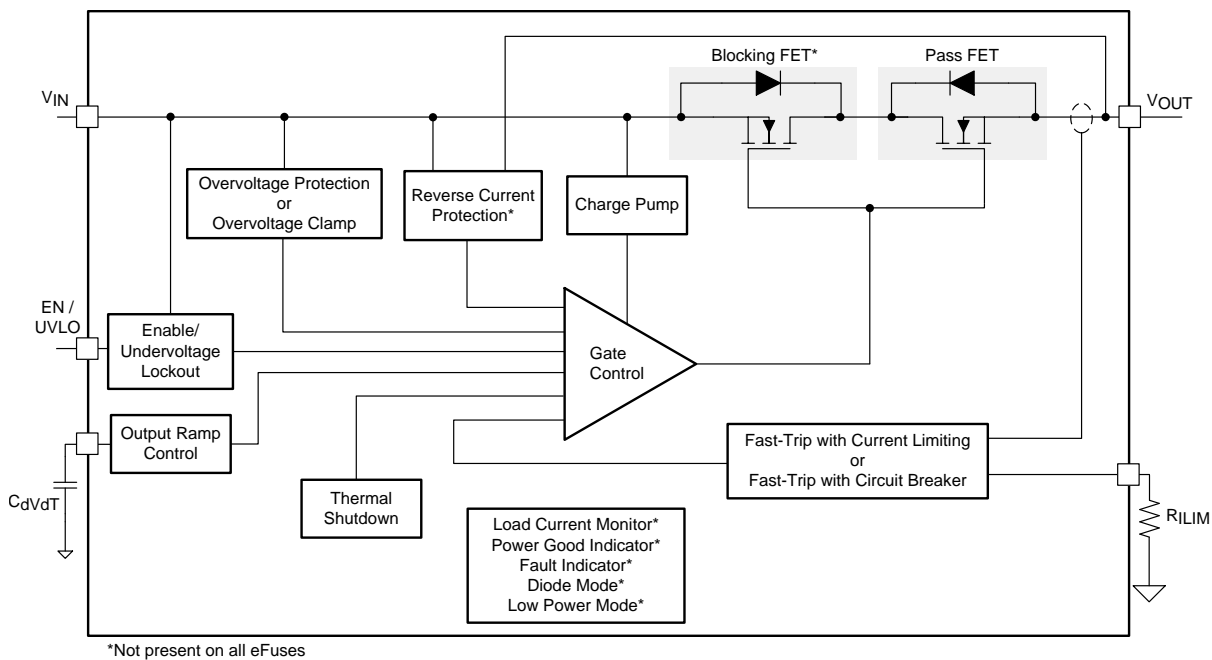 Blocking FET*
Pass FET
VIN
VOUT
Overvoltage Protection
or
Overvoltage Clamp
Reverse Current
Protection*
Charge Pump
EN /
UVLO
Enable/
Undervoltage
Lockout
Gate
Control
Output Ramp
Control
Fast-Trip with Current Limiting
or
Fast-Trip with Circuit Breaker
CdVdT
Thermal
Shutdown
RILIM
Load Current Monitor*
Power Good Indicator*
Fault Indicator*
Diode Mode*
Low Power Mode*
*Not present on all eFuses